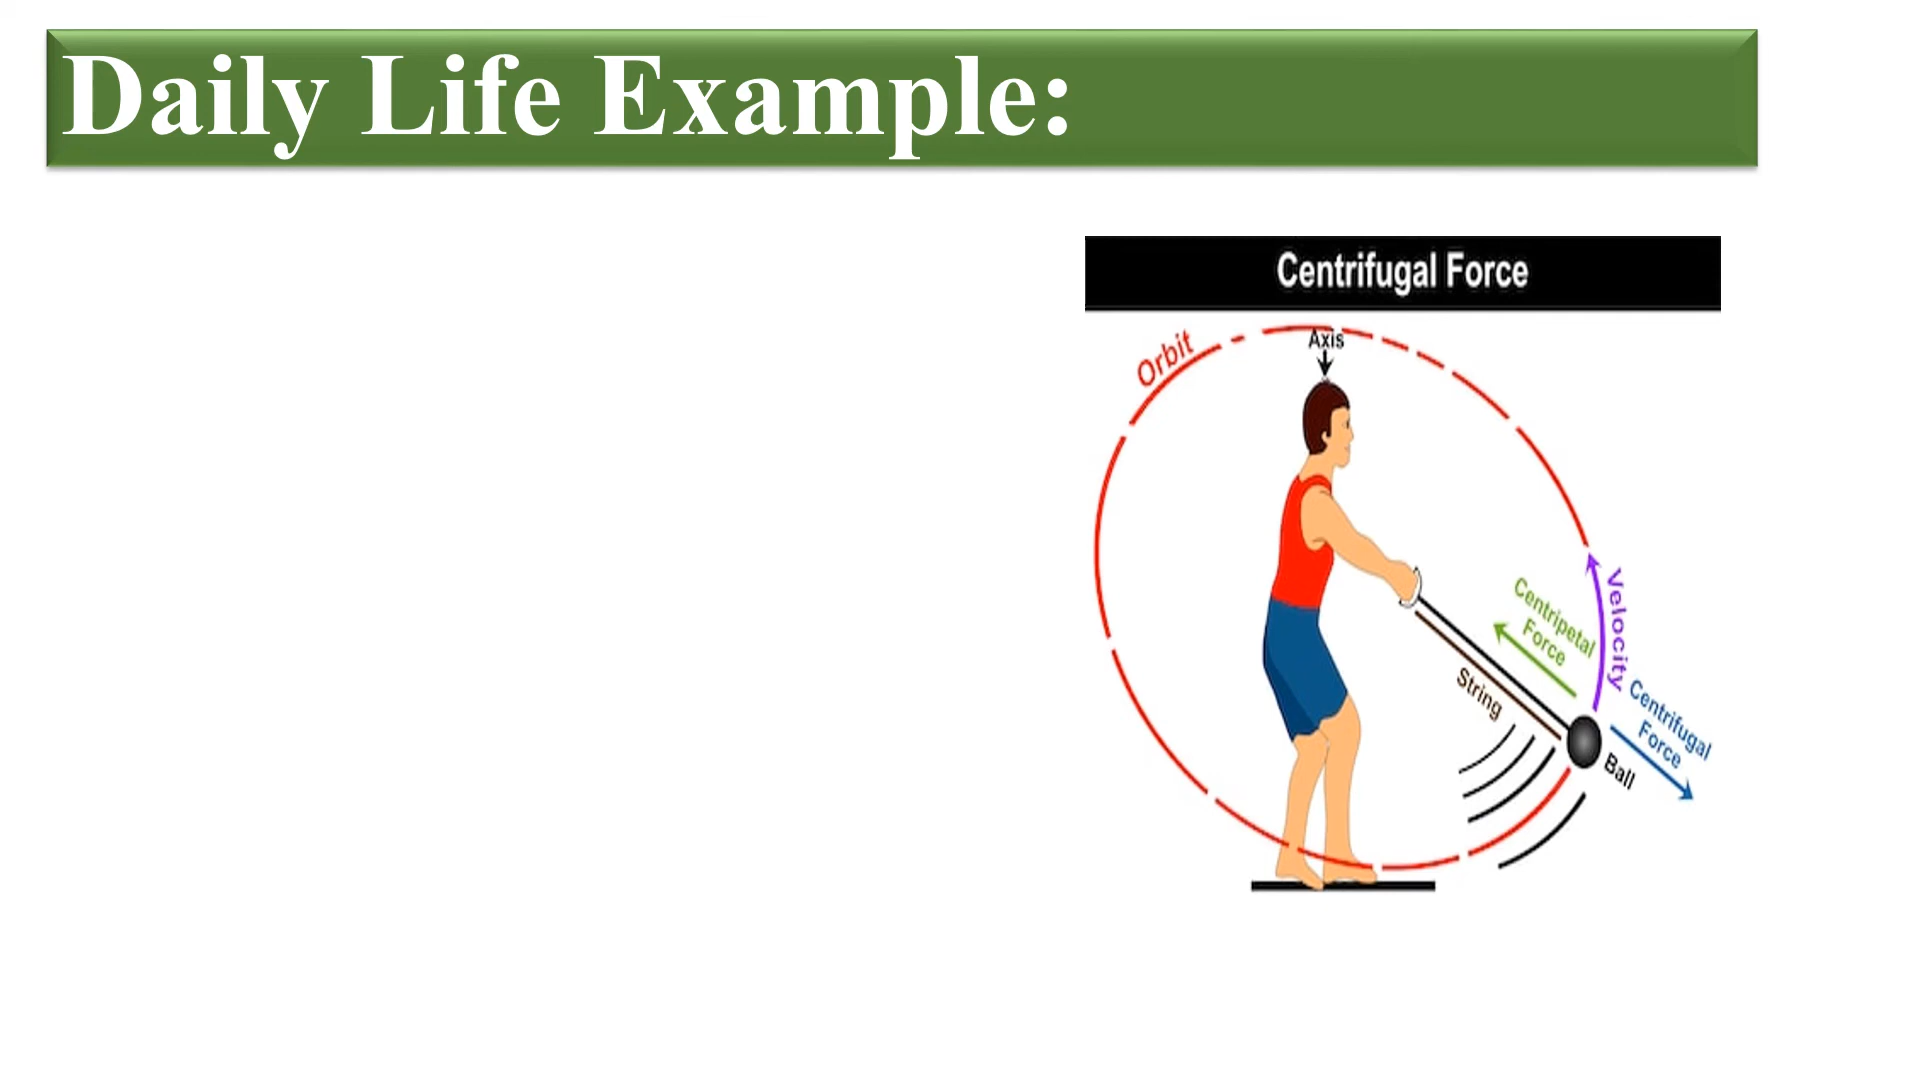 Daily Life Example:
Centrifugal Force
Orbit
Axis
Centripetal
Force
Velocity
String
Centrifugal
Force
Ball